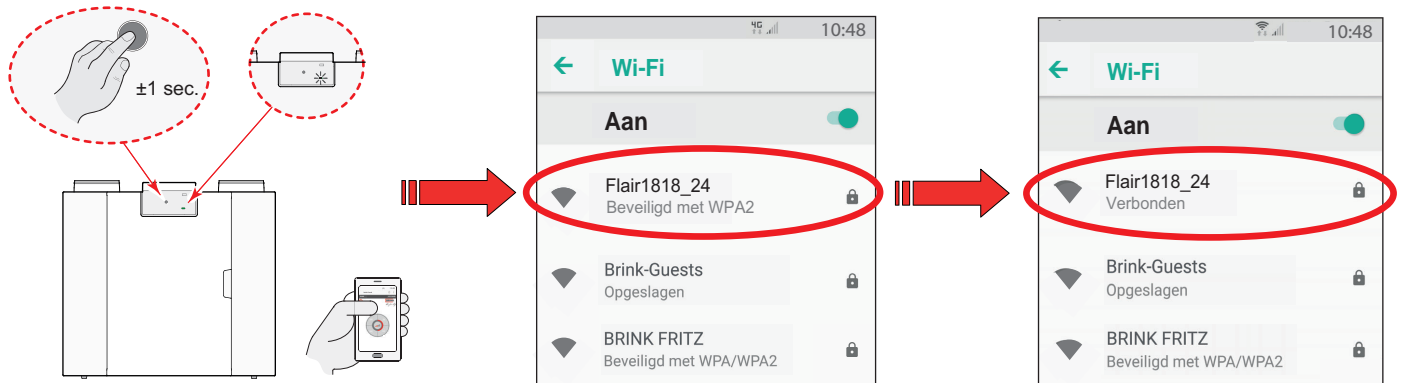 ±1 sec.
4G
10:48
Wi-Fi
Aan
Flair1818_24
Beveiligd met WPA2
Brink-Guests
Opgeslagen
BRINK FRITZ
Beveiligd met WPA/WPA2
10:48
Wi-Fi
Aan
Flair1818_24
Verbonden
Brink-Guests
Opgeslagen
BRINK FRITZ
Beveiligd met WPA/WPA2